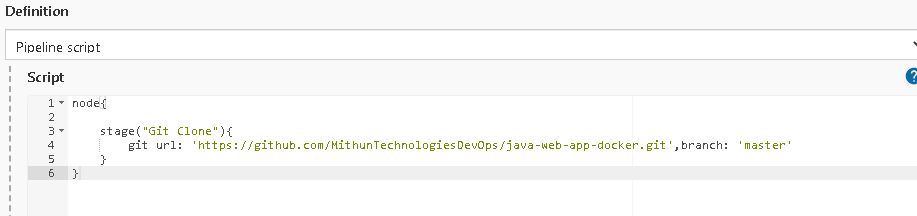 Definition
Pipeline script
Script
?
1 node{
2
3 stage("Git Clone"){
4 git url: 'https://github.com/MithunTechnologiesDevOps/java-web-app-docker.git',branch: 'master'
5 }
6 }